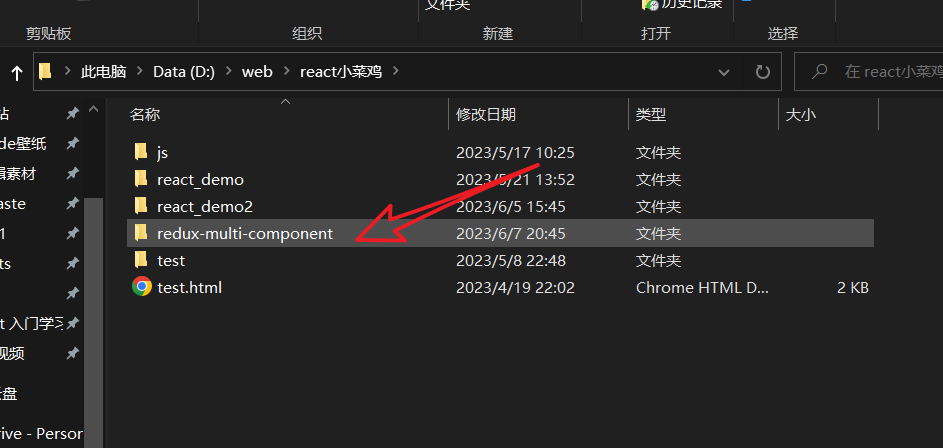 文件夹
历史记录
剪贴板
组织
新建
打开
选择
此电脑 Data (D:) web react小菜鸡
在 react小菜鸡
名称 修改日期 类型 大小
js 2023/5/17 10:25 文件夹
react_demo 2023/5/21 13:52 文件夹
react_demo2 2023/6/5 15:45 文件夹
redux-multi-component 2023/6/7 20:45 文件夹
test 2023/5/8 22:48 文件夹
test.html 2023/4/19 22:02 Chrome HTML D... 2 KB
站
de壁纸
辑素材
aste
1
ts
t 入门学习
视频
云盘
rive - Person